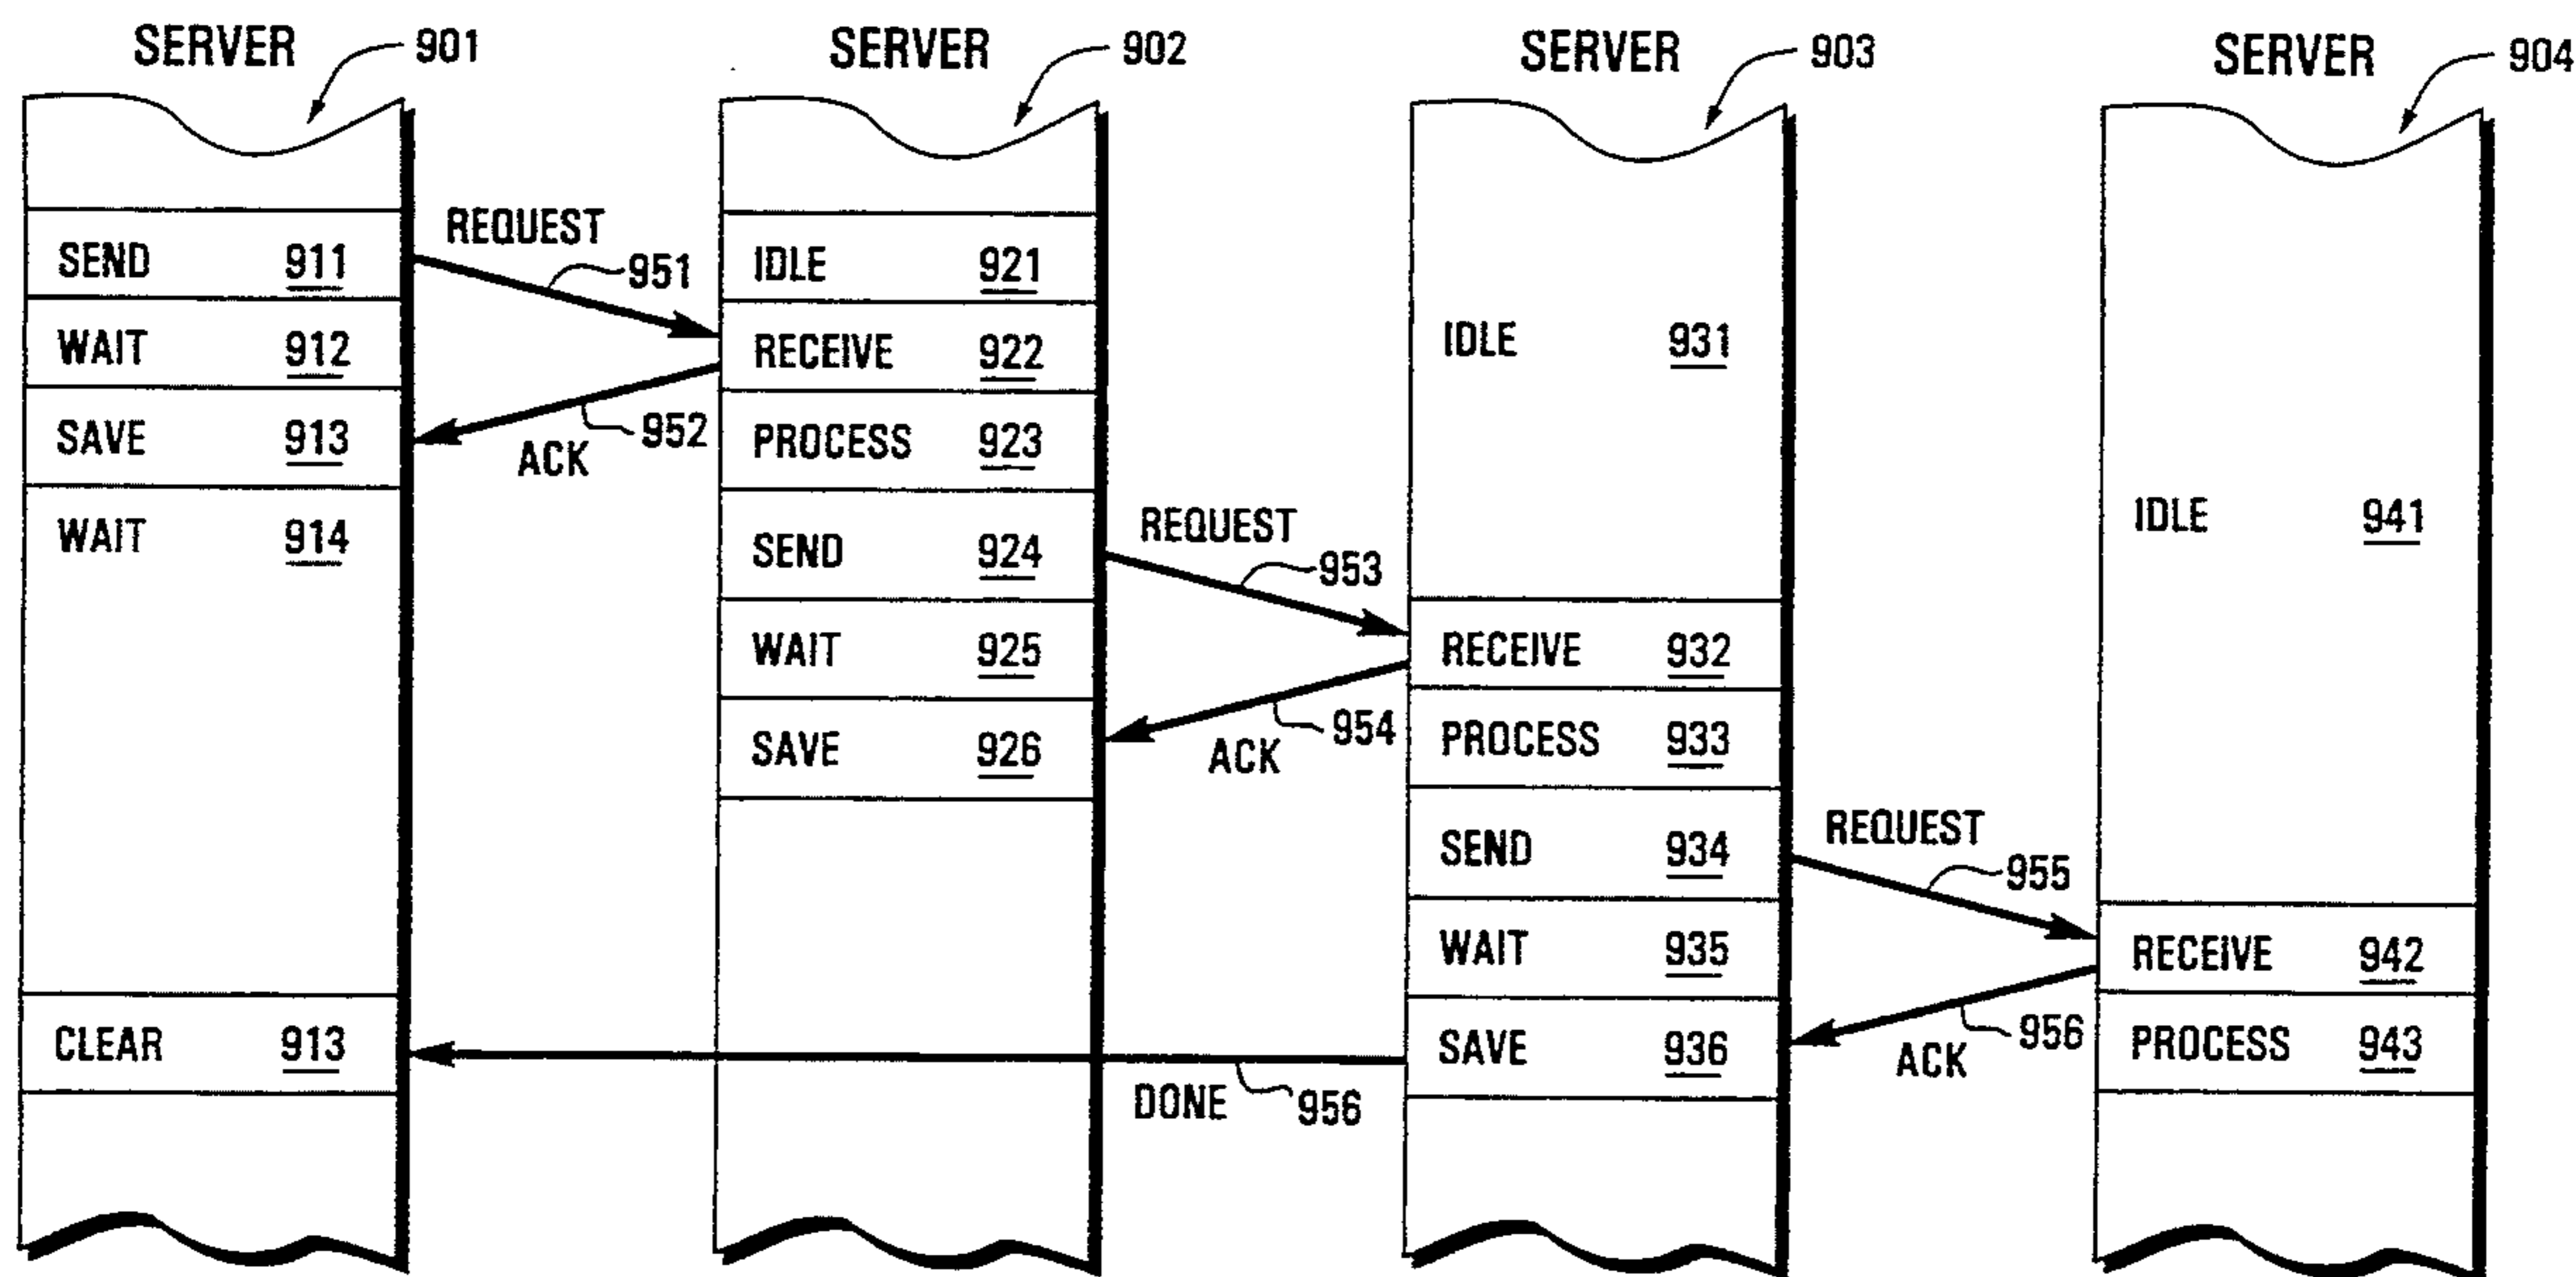 SERVER 901
SERVER 902
SERVER 903
SERVER 904
SEND 911
WAIT 912
SAVE 913
WAIT 914
CLEAR 913
REQUEST
951
952
ACK
IDLE 921
RECEIVE 922
PROCESS 923
SEND 924
WAIT 925
SAVE 926
REQUEST
953
954
ACK
DONE 956
IDLE 931
RECEIVE 932
PROCESS 933
SEND 934
WAIT 935
SAVE 936
REQUEST
955
956
ACK
IDLE 941
RECEIVE 942
PROCESS 943